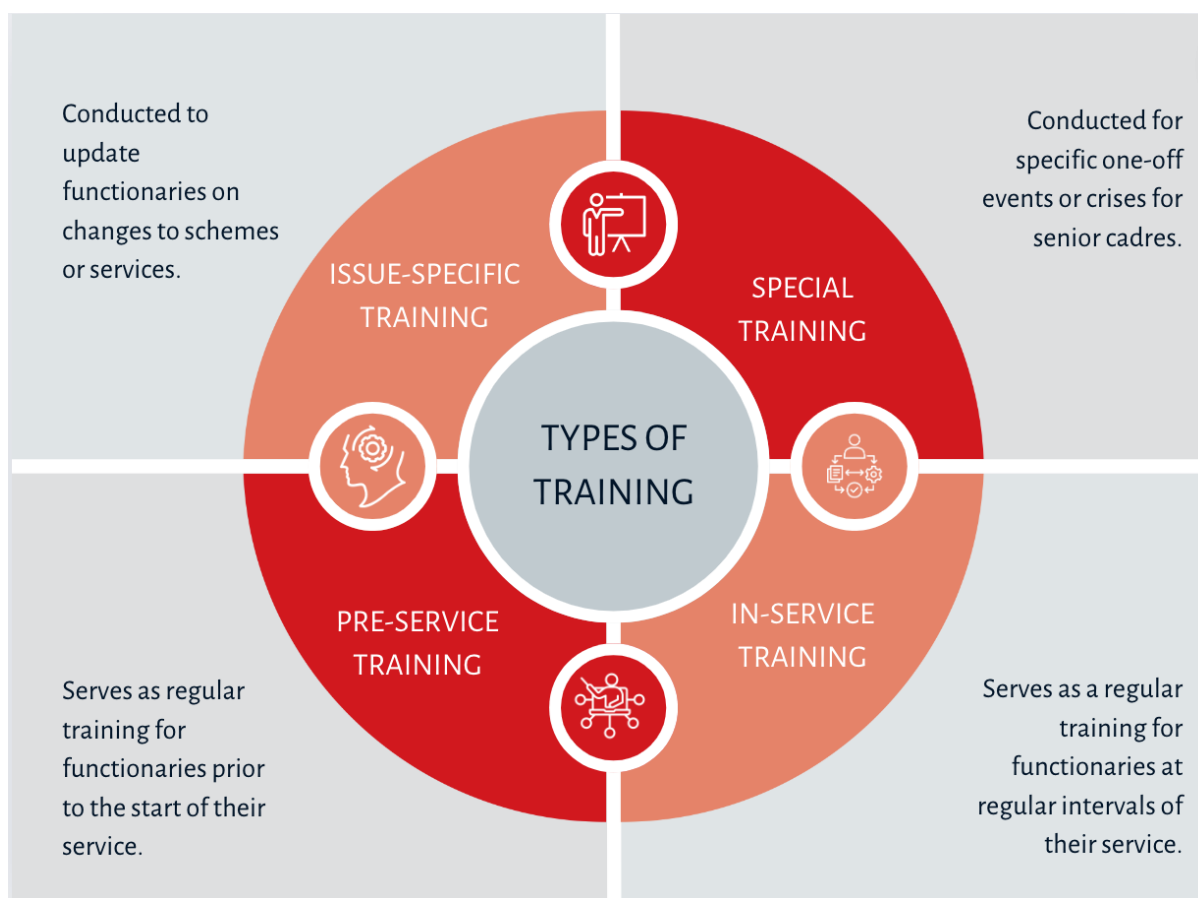 Conducted to
update
functionaries on
changes to schemes
or services.
ISSUE-SPECIFIC
TRAINING
Conducted for
specific one-off
events or crises for
senior cadres.
SPECIAL
TRAINING
TYPES OF
TRAINING
PRE-SERVICE
TRAINING
Serves as regular
training for
functionaries prior
to the start of their
service.
IN-SERVICE
TRAINING
Serves as a regular
training for
functionaries at
regular intervals of
their service.